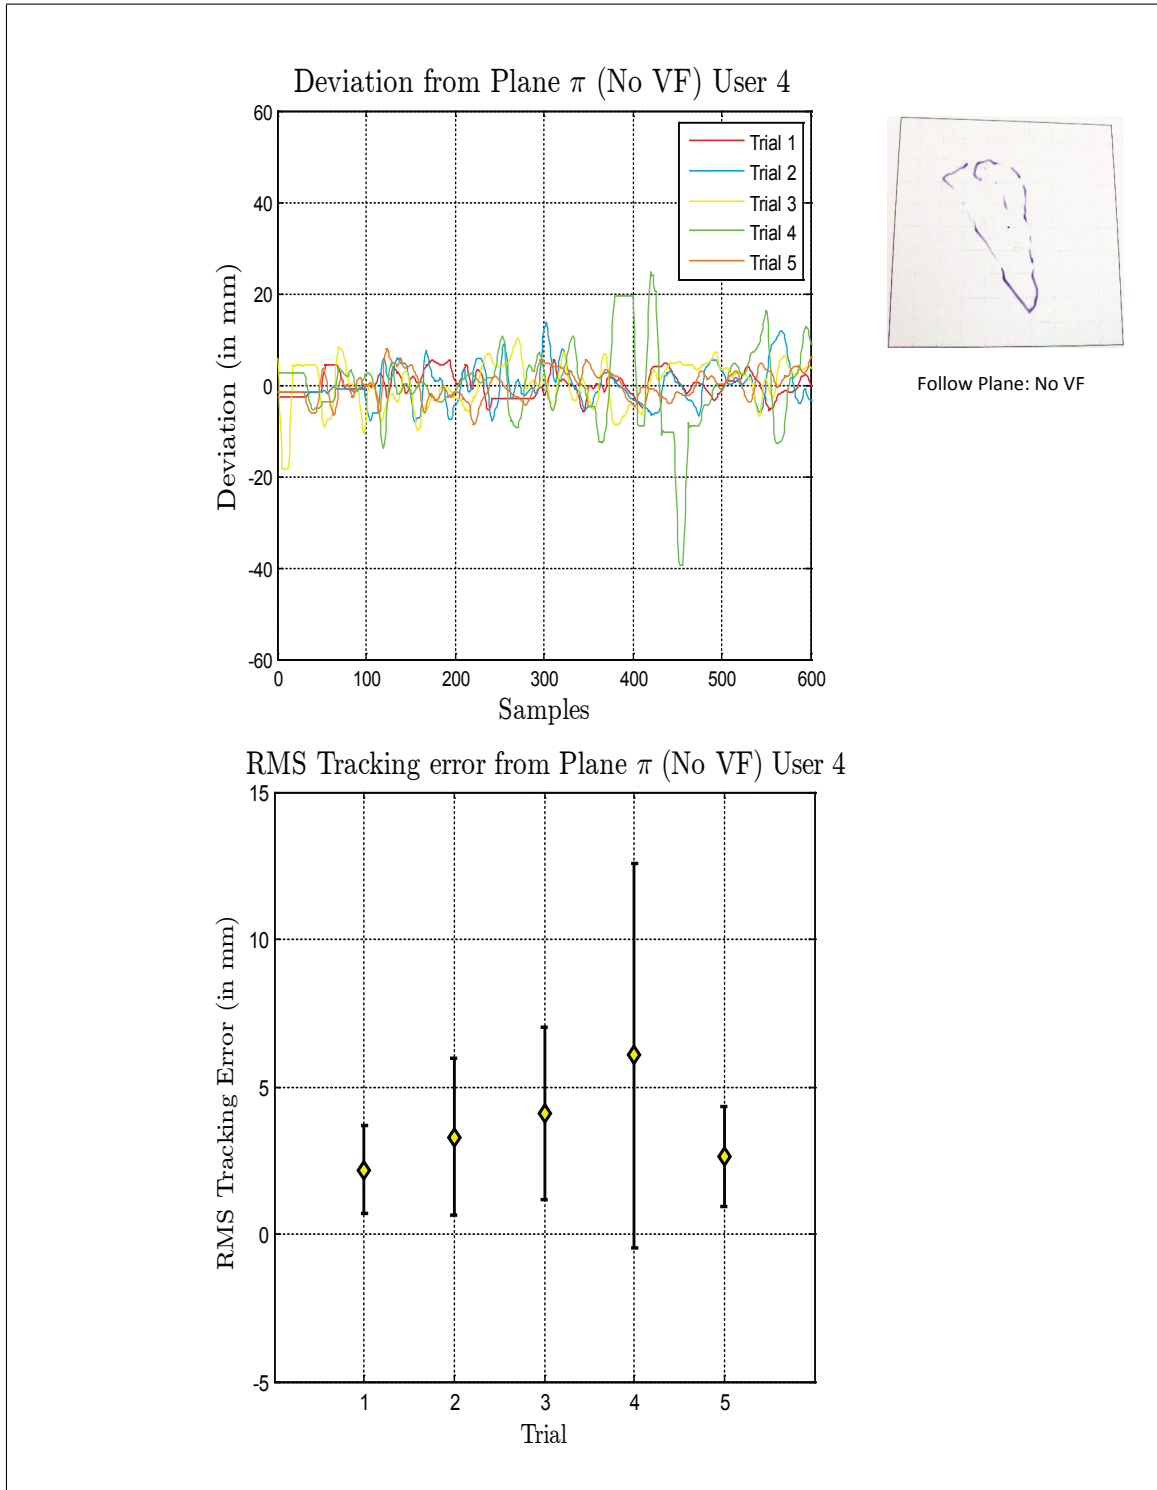 Deviation from Plane π (No VF) User 4
60
40
20
0
-20
-40
-60
Deviation (in mm)
Trial 1
Trial 2
Trial 3
Trial 4
Trial 5
0 100 200 300 400 500 600
Samples
Follow Plane: No VF
RMS Tracking error from Plane π (No VF) User 4
15
10
5
0
-5
RMS Tracking Error (in mm)
1 2 3 4 5
Trial